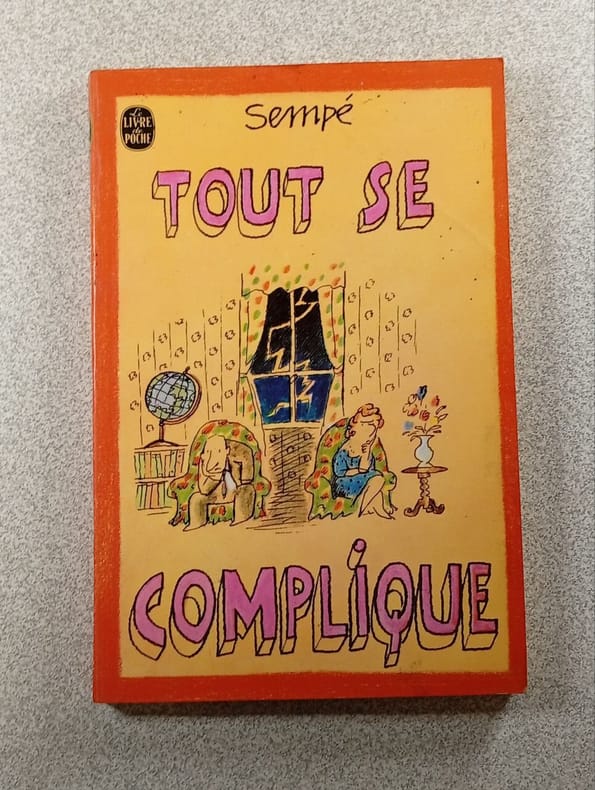 Sempé
Le
LIVRE
de
POCHE
TOUT SE
COMPLIQUE